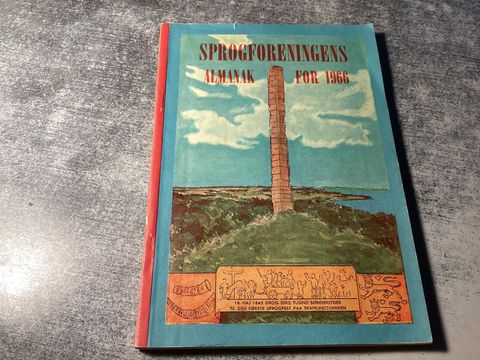 SPROGFORENINGENS
ALMANAK FOR 1966
18. MAJ 1843 DROG SEKS TUSIND SØNDERJYDER
TIL DEN FØRSTE SPROGFEST PAA SKAMLINGSBANKEN